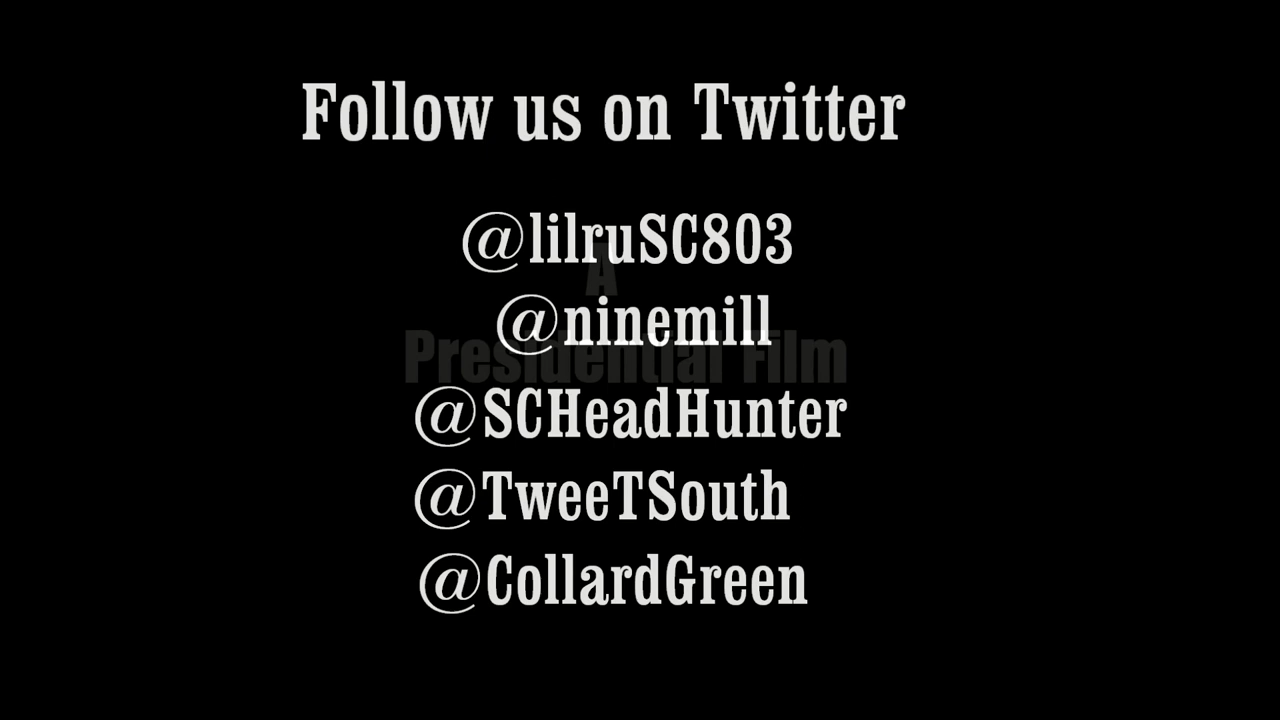 Follow us on Twitter
@lilruSC803
A
@ninemill
Presidential Film
@SCHeadHunter
@TweeTSouth
@CollardGreen